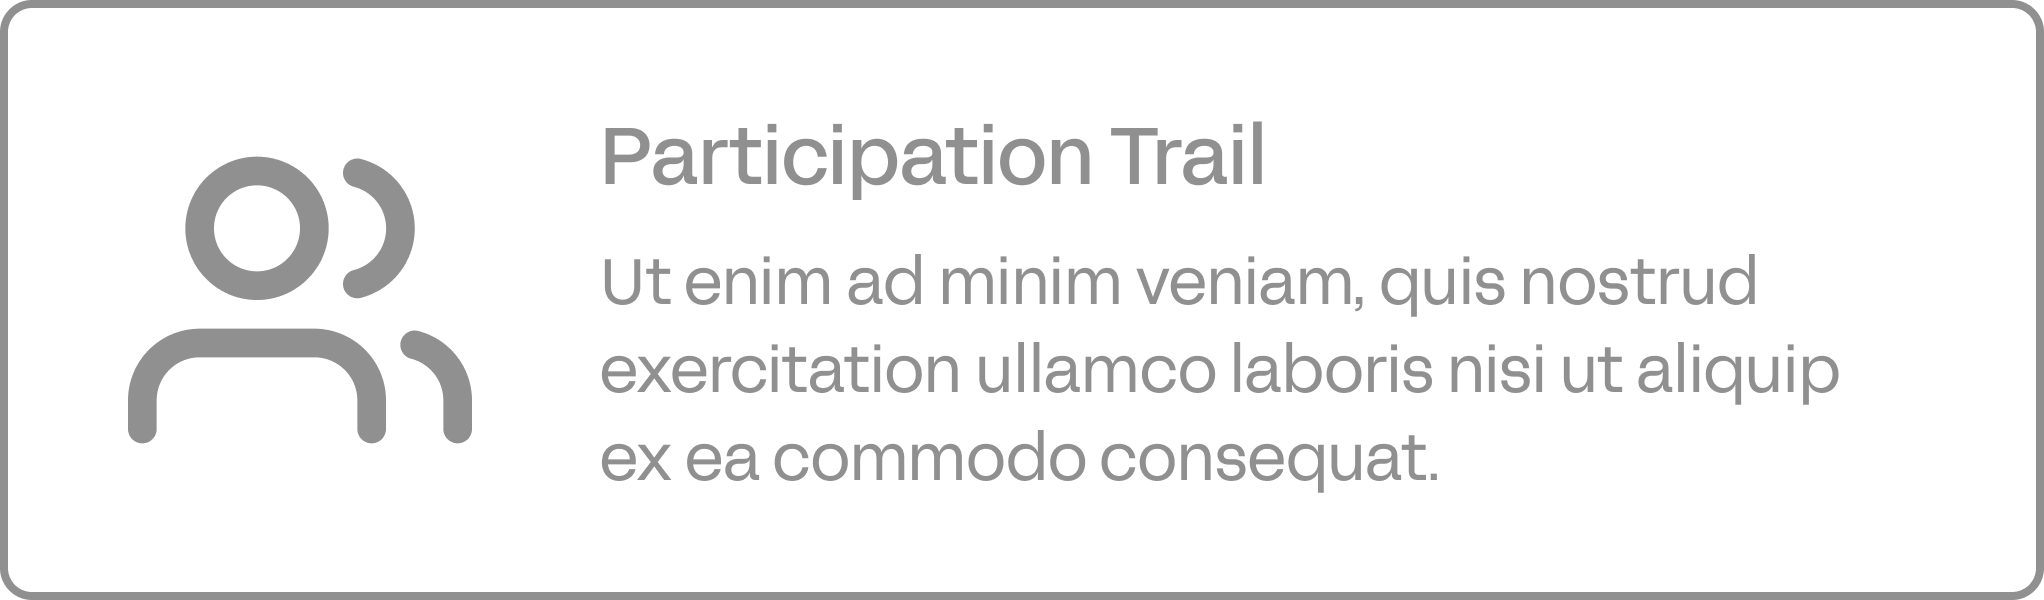 Participation Trail
Ut enim ad minim veniam, quis nostrud
exercitation ullamco laboris nisi ut aliquip
ex ea commodo consequat.